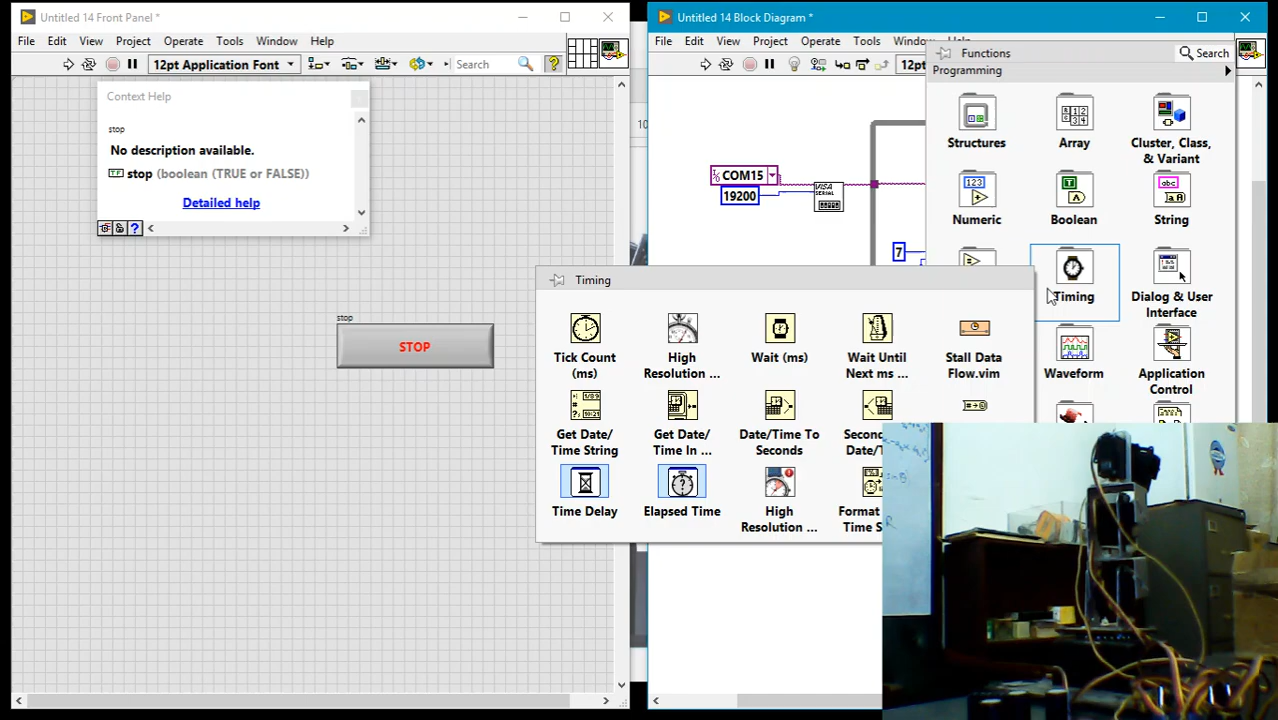 Untitled 14 Front Panel *
File Edit View Project Operate Tools Window Help
12pt Application Font
Search
Context Help
stop
No description available.
stop (boolean (TRUE or FALSE))
Detailed help
stop
STOP
Untitled 14 Block Diagram *
File Edit View Project Operate Tools
12pt
COM15
19200
VISA
SERIAL
7
10
Functions
Search
Programming
Structures
Array
Cluster, Class,
& Variant
Numeric
Boolean
String
Timing
Dialog & User
Interface
Waveform
Application
Control
Timing
Tick Count
(ms)
High
Resolution ...
Wait (ms)
Wait Until
Next ms ...
Stall Data
Flow.vim
Get Date/
Time String
Get Date/
Time In ...
Date/Time To
Seconds
Time Delay
Elapsed Time
High
Resolution ...
Format